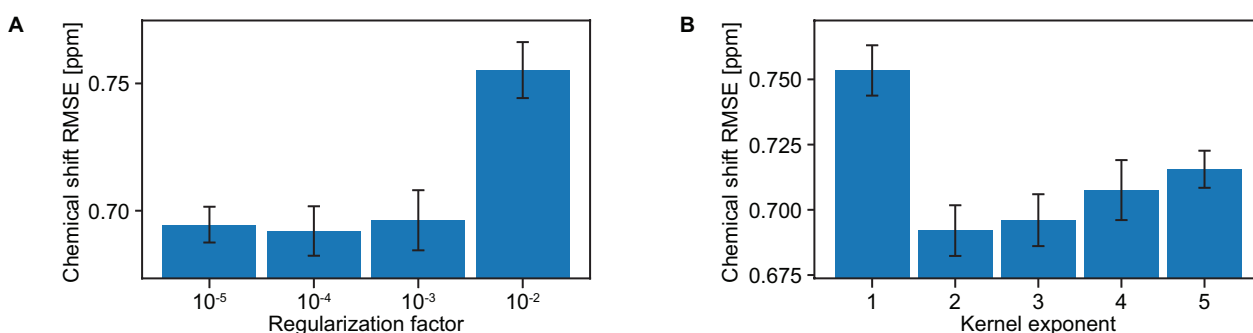 A
Chemical shift RMSE [ppm]
0.75
0.70
10⁻⁵ 10⁻⁴ 10⁻³ 10⁻²
Regularization factor
B
Chemical shift RMSE [ppm]
0.750
0.725
0.700
0.675
1 2 3 4 5
Kernel exponent